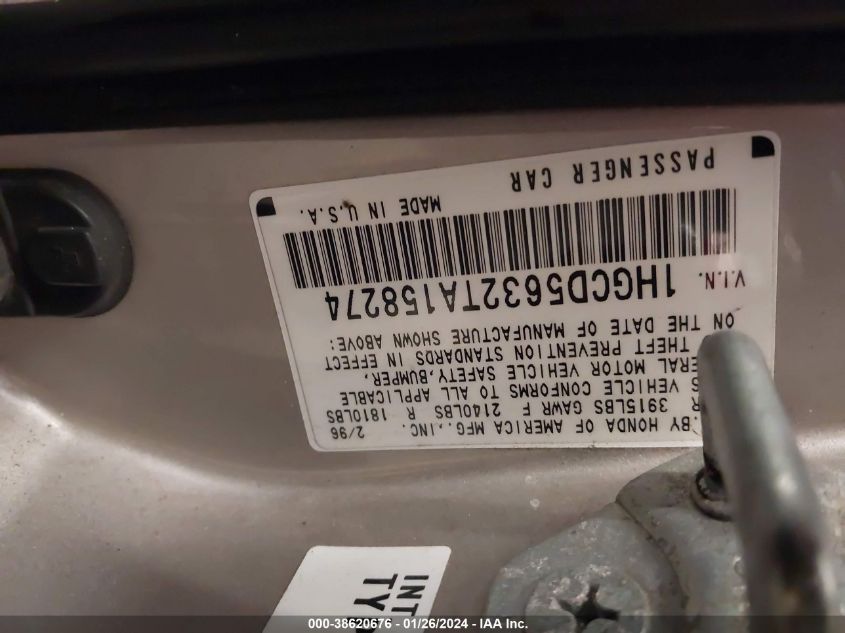 .BY HONDA OF AMERICA MFG.,INC. 2/96
R 3915LBS GAWR F 2140LBS R 1810LBS
S VEHICLE CONFORMS TO ALL APPLICABLE
ERAL MOTOR VEHICLE SAFETY,BUMPER,
THEFT PREVENTION STANDARDS IN EFFECT
ON THE DATE OF MANUFACTURE SHOWN ABOVE:
V.I.N. 1HGCD5632TA158274
MADE IN U.S.A.
PASSENGER CAR
INT
TY
000-38620676 - 01/26/2024 - IAA Inc.